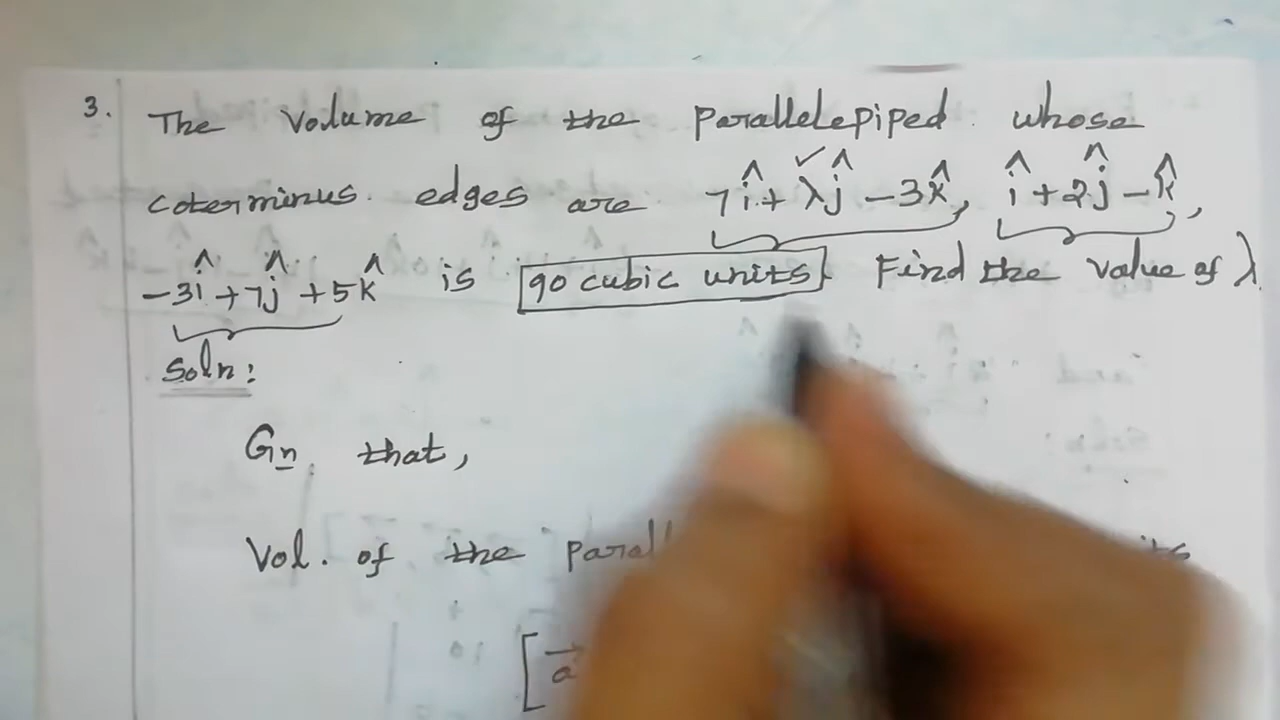 3. The Volume of the Parallelepiped whose
coterminus edges are 7î + λĵ - 3k̂, î + 2ĵ - k̂,
-3î + 7ĵ + 5k̂ is 90 cubic units. Find the value of λ
Soln:
Gn that,
Vol. of the
[a⃗